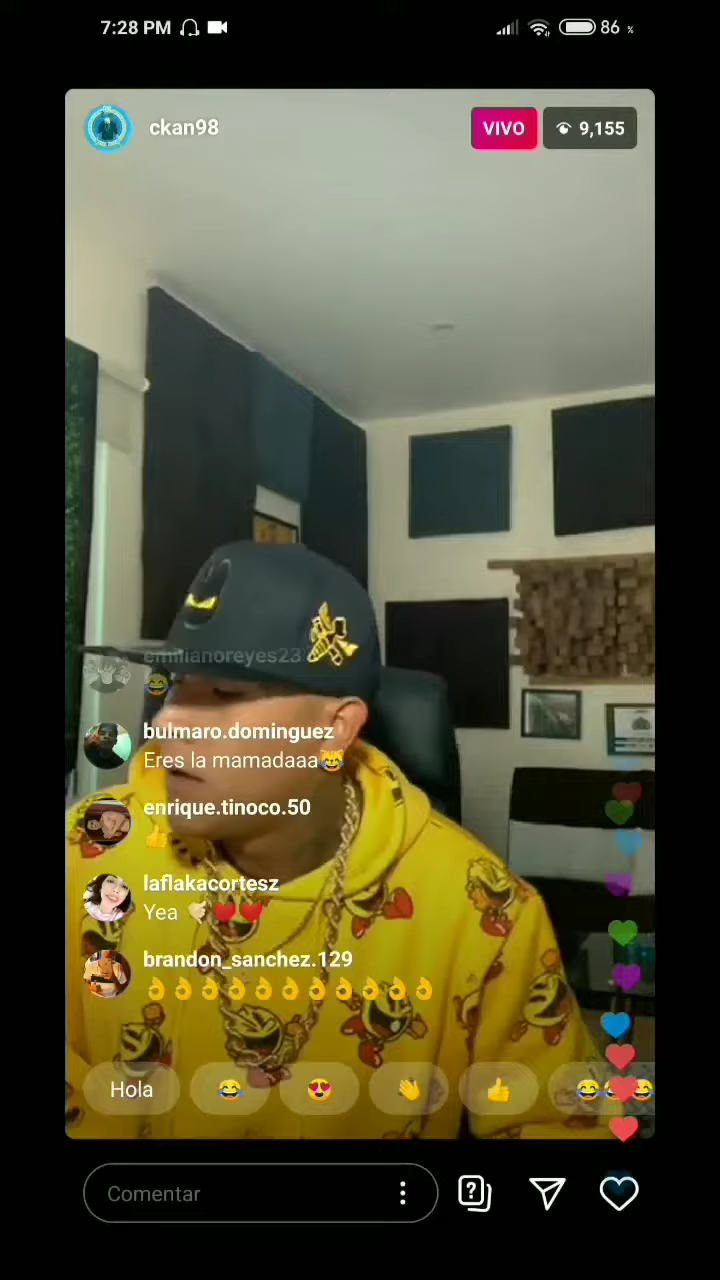 7:28 PM
86 %
ckan98
VIVO
9,155
emilianoreyes23
😂
bulmaro.dominguez
Eres la mamadaaa😹
enrique.tinoco.50
👍
laflakacortesz
Yea 👊🏻❤️❤️
brandon_sanchez.129
👌👌👌👌👌👌👌👌👌👌👌
Hola 😂 😍 👋 👍 😂😂😂
Comentar